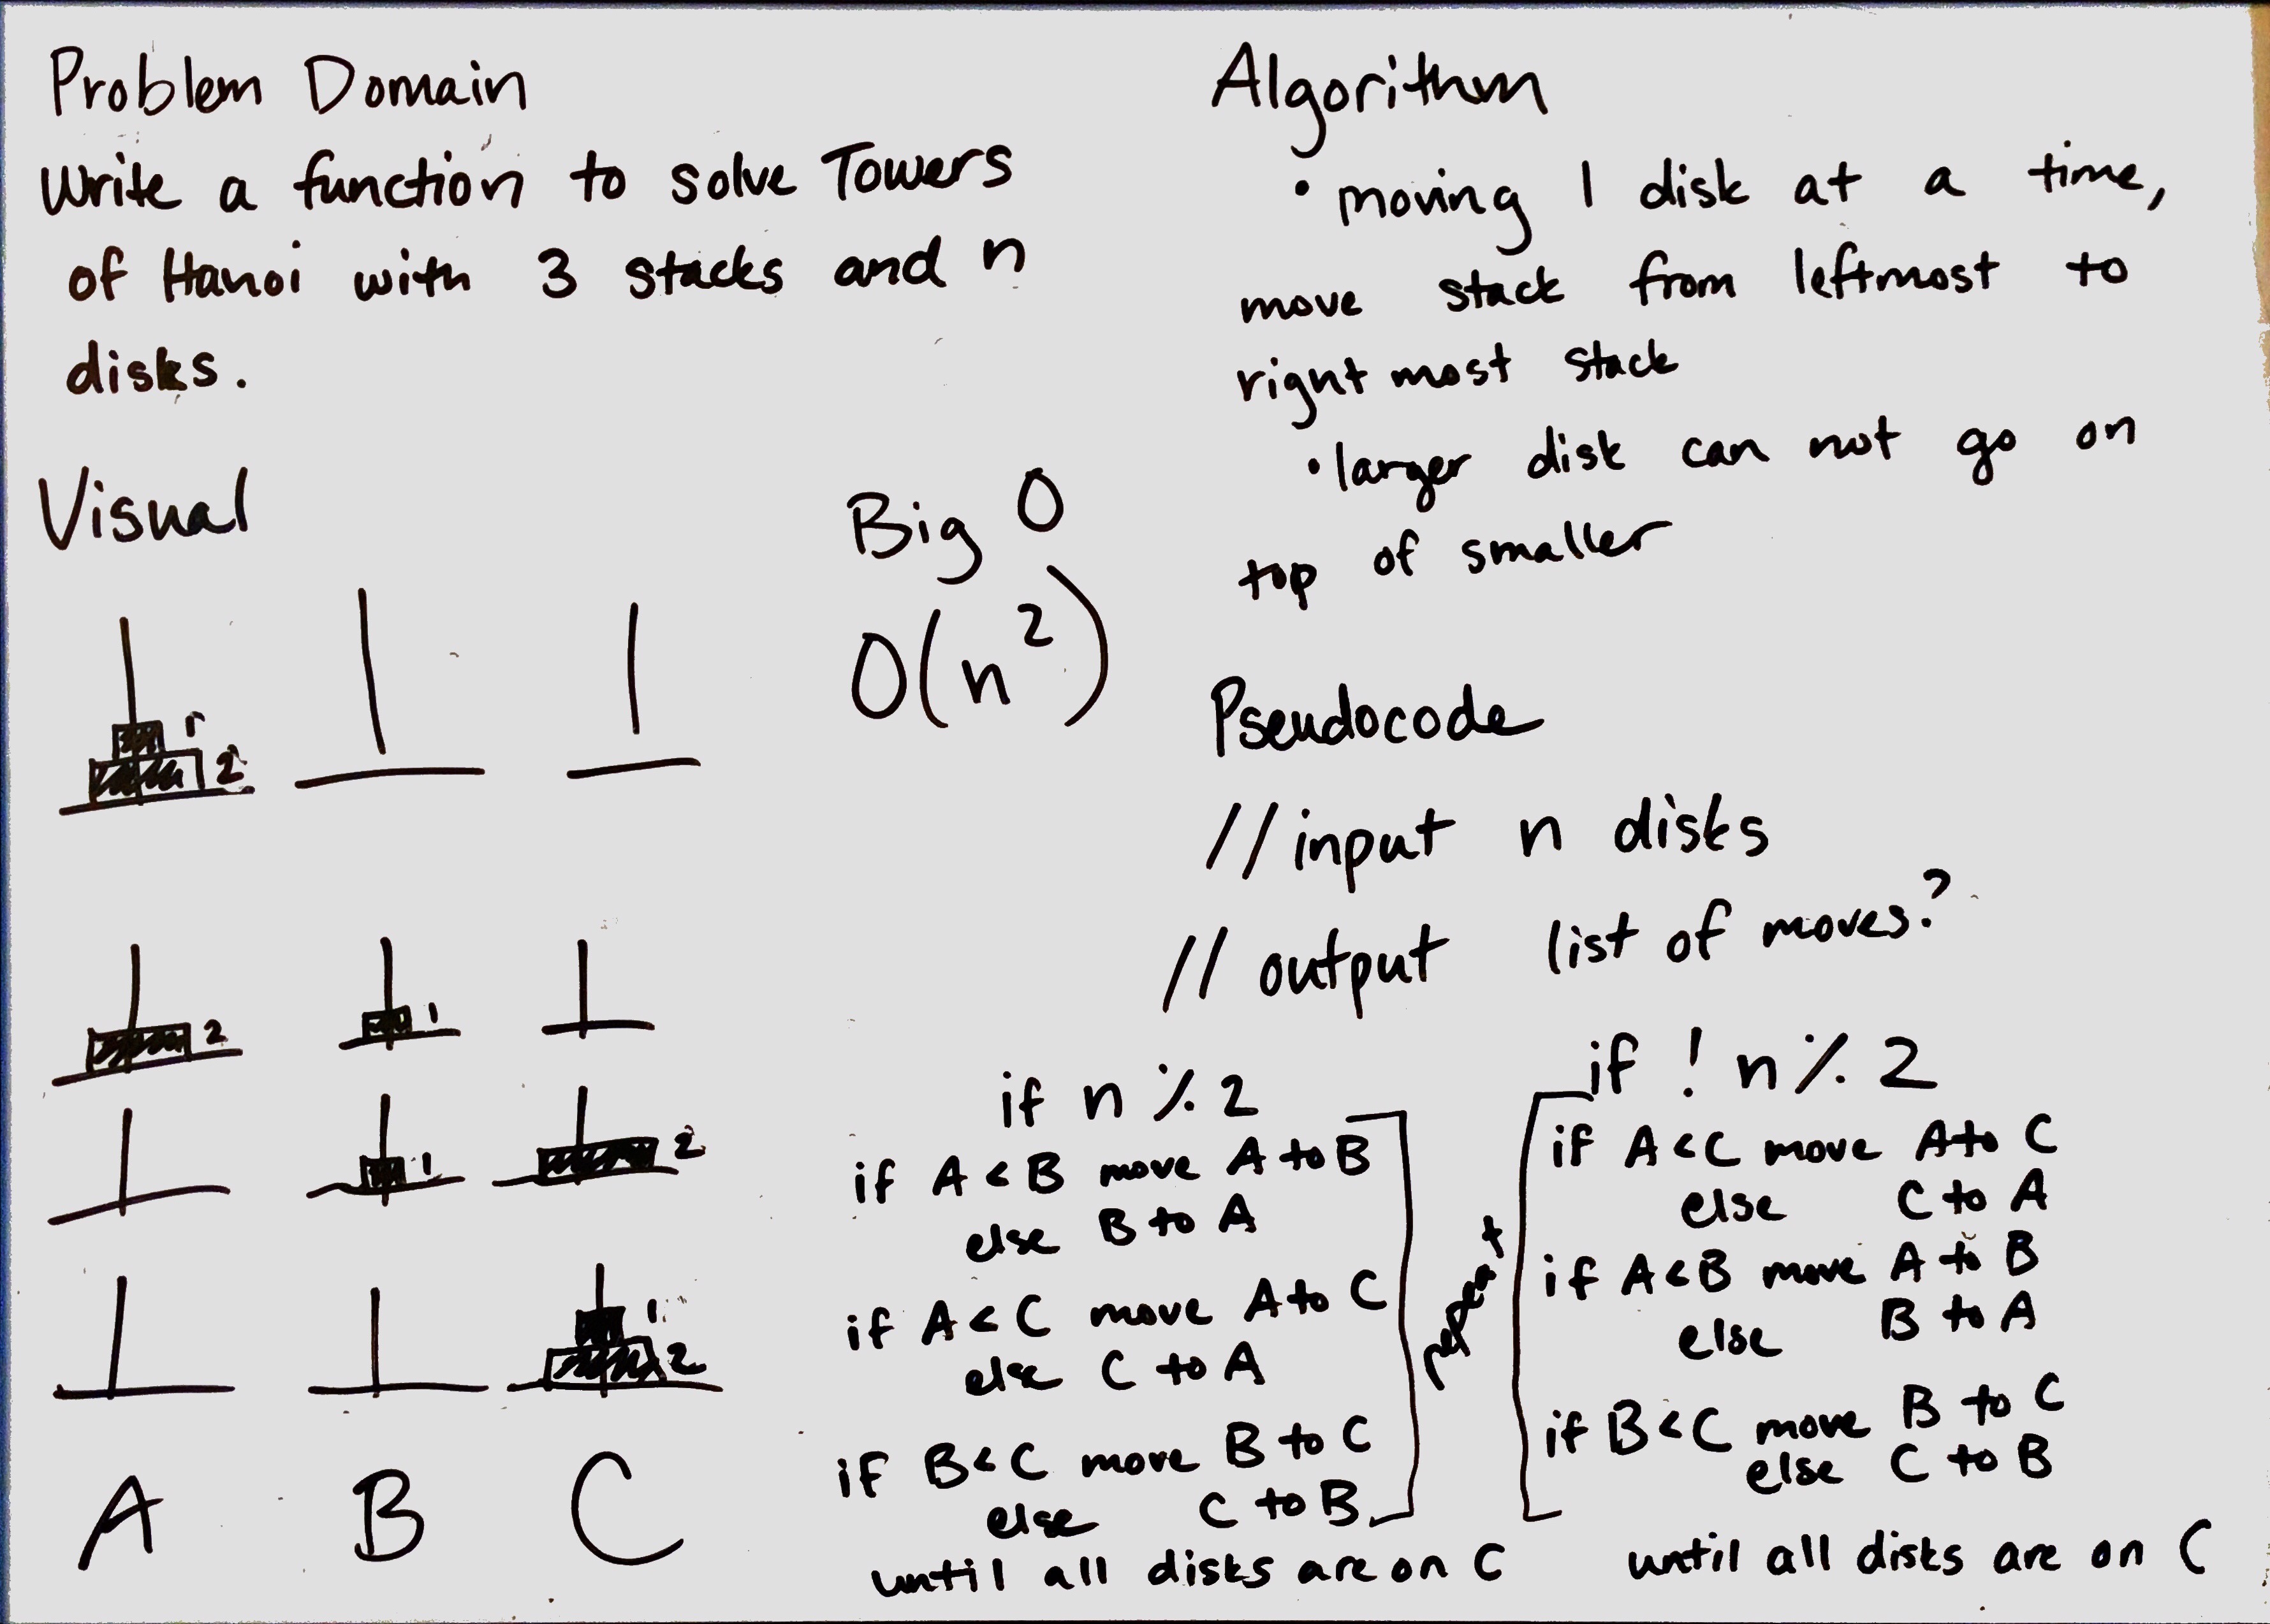 Problem Domain
Write a function to solve Towers
of Hanoi with 3 stacks and n
disks.
Visual
Big O
O(n²)
1
2
2
1
1
2
1
2
A B C
Algorithm
• moving 1 disk at a time,
move stack from leftmost to
right most stack
• larger disk can not go on
top of smaller
Pseudocode
// input n disks
// output list of moves?
if n % 2
if A < B move A to B
else B to A
if A < C move A to C
else C to A
if B < C move B to C
else C to B
until all disks are on C
repeat
if ! n % 2
if A < C move A to C
else C to A
if A < B move A to B
else B to A
if B < C move B to C
else C to B
until all disks are on C